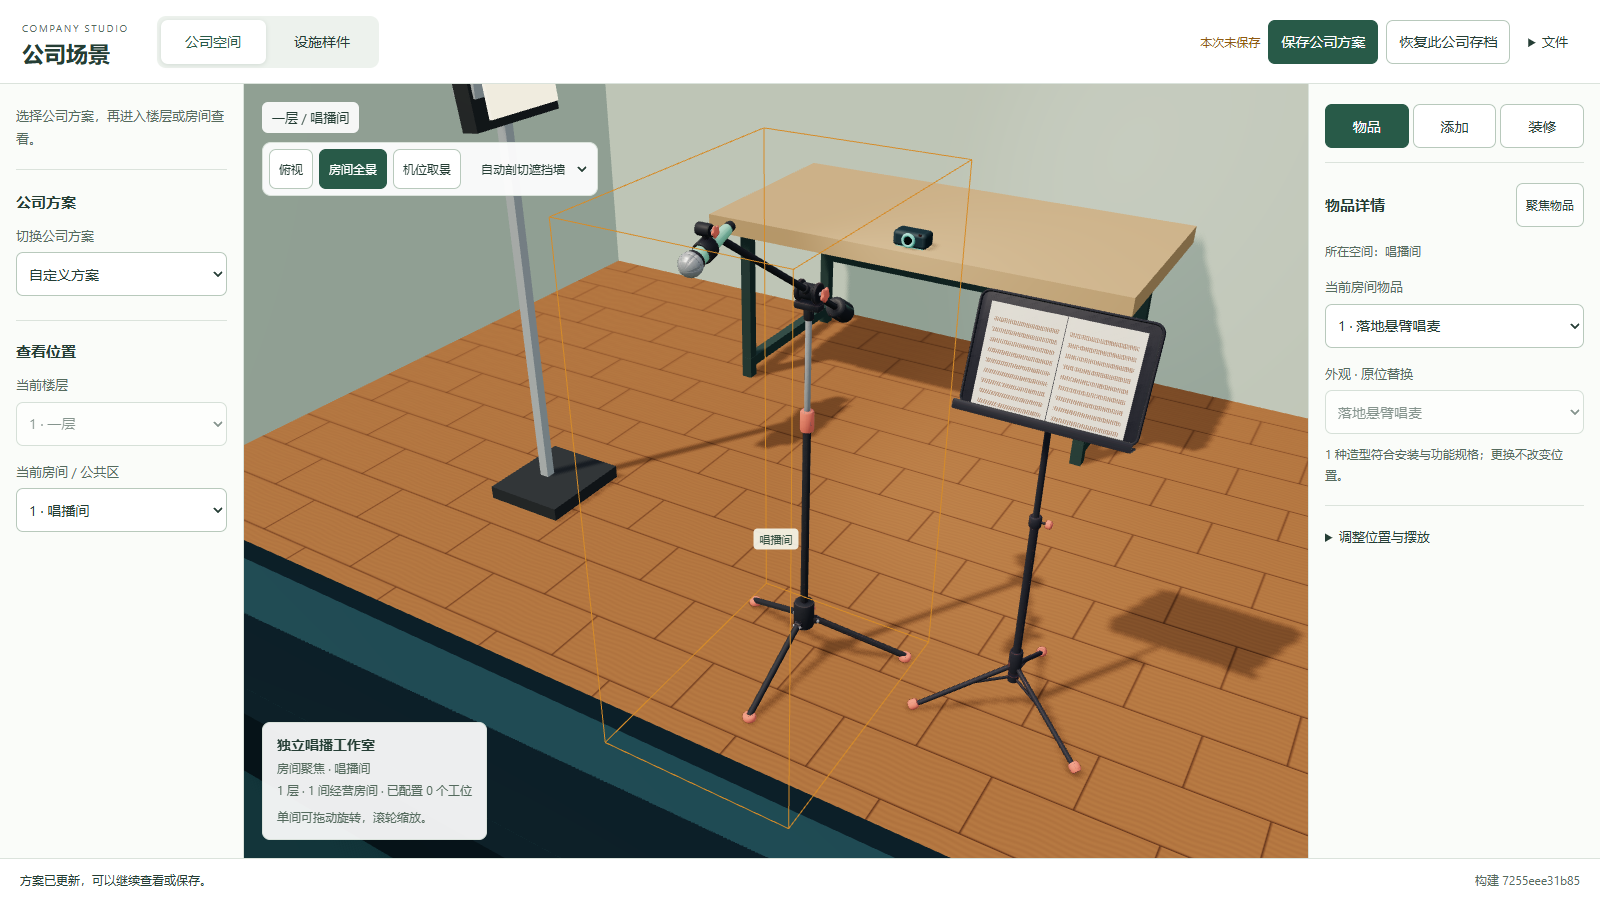 COMPANY STUDIO
公司场景
公司空间
设施样件
本次未保存
保存公司方案
恢复此公司存档
文件
选择公司方案，再进入楼层或房间查
看。
公司方案
切换公司方案
自定义方案
查看位置
当前楼层
1 · 一层
当前房间 / 公共区
1 · 唱播间
一层 / 唱播间
俯视
房间全景
机位取景
自动剖切遮挡墙
唱播间
独立唱播工作室
房间聚焦 · 唱播间
1 层 · 1 间经营房间 · 已配置 0 个工位
单间可拖动旋转，滚轮缩放。
物品
添加
装修
物品详情
聚焦物品
所在空间：唱播间
当前房间物品
1 · 落地悬臂唱麦
外观 · 原位替换
落地悬臂唱麦
1 种造型符合安装与功能规格；更换不改变位
置。
调整位置与摆放
方案已更新，可以继续查看或保存。
构建 7255eee31b85